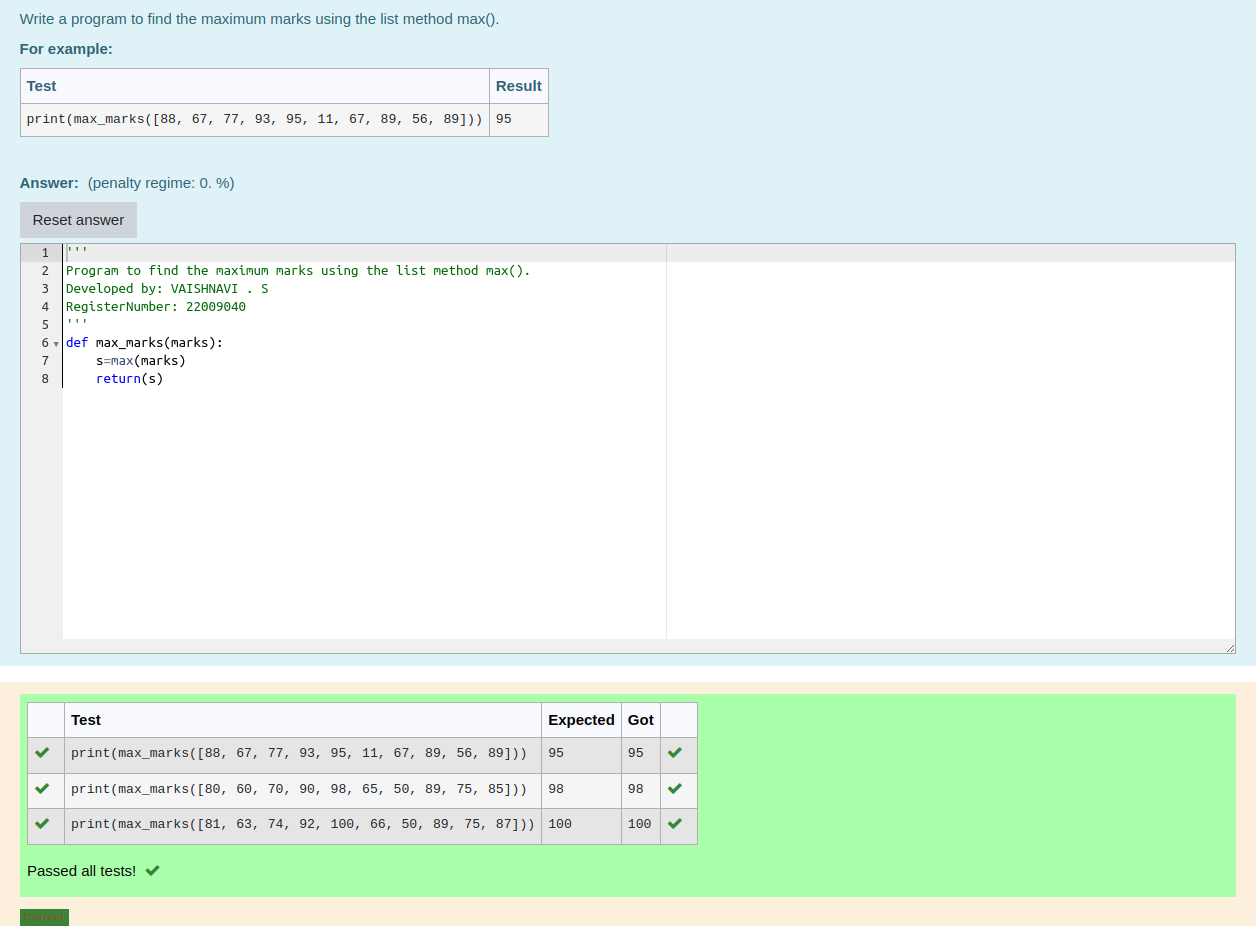 Write a program to find the maximum marks using the list method max().
For example:
Test Result
print(max_marks([88, 67, 77, 93, 95, 11, 67, 89, 56, 89])) 95
Answer: (penalty regime: 0. %)
Reset answer
1 '''
2 Program to find the maximum marks using the list method max().
3 Developed by: VAISHNAVI . S
4 RegisterNumber: 22009040
5 '''
6 def max_marks(marks):
7     s=max(marks)
8     return(s)
Test Expected Got
print(max_marks([88, 67, 77, 93, 95, 11, 67, 89, 56, 89])) 95 95
print(max_marks([80, 60, 70, 90, 98, 65, 50, 89, 75, 85])) 98 98
print(max_marks([81, 63, 74, 92, 100, 66, 50, 89, 75, 87])) 100 100
Passed all tests!
Correct